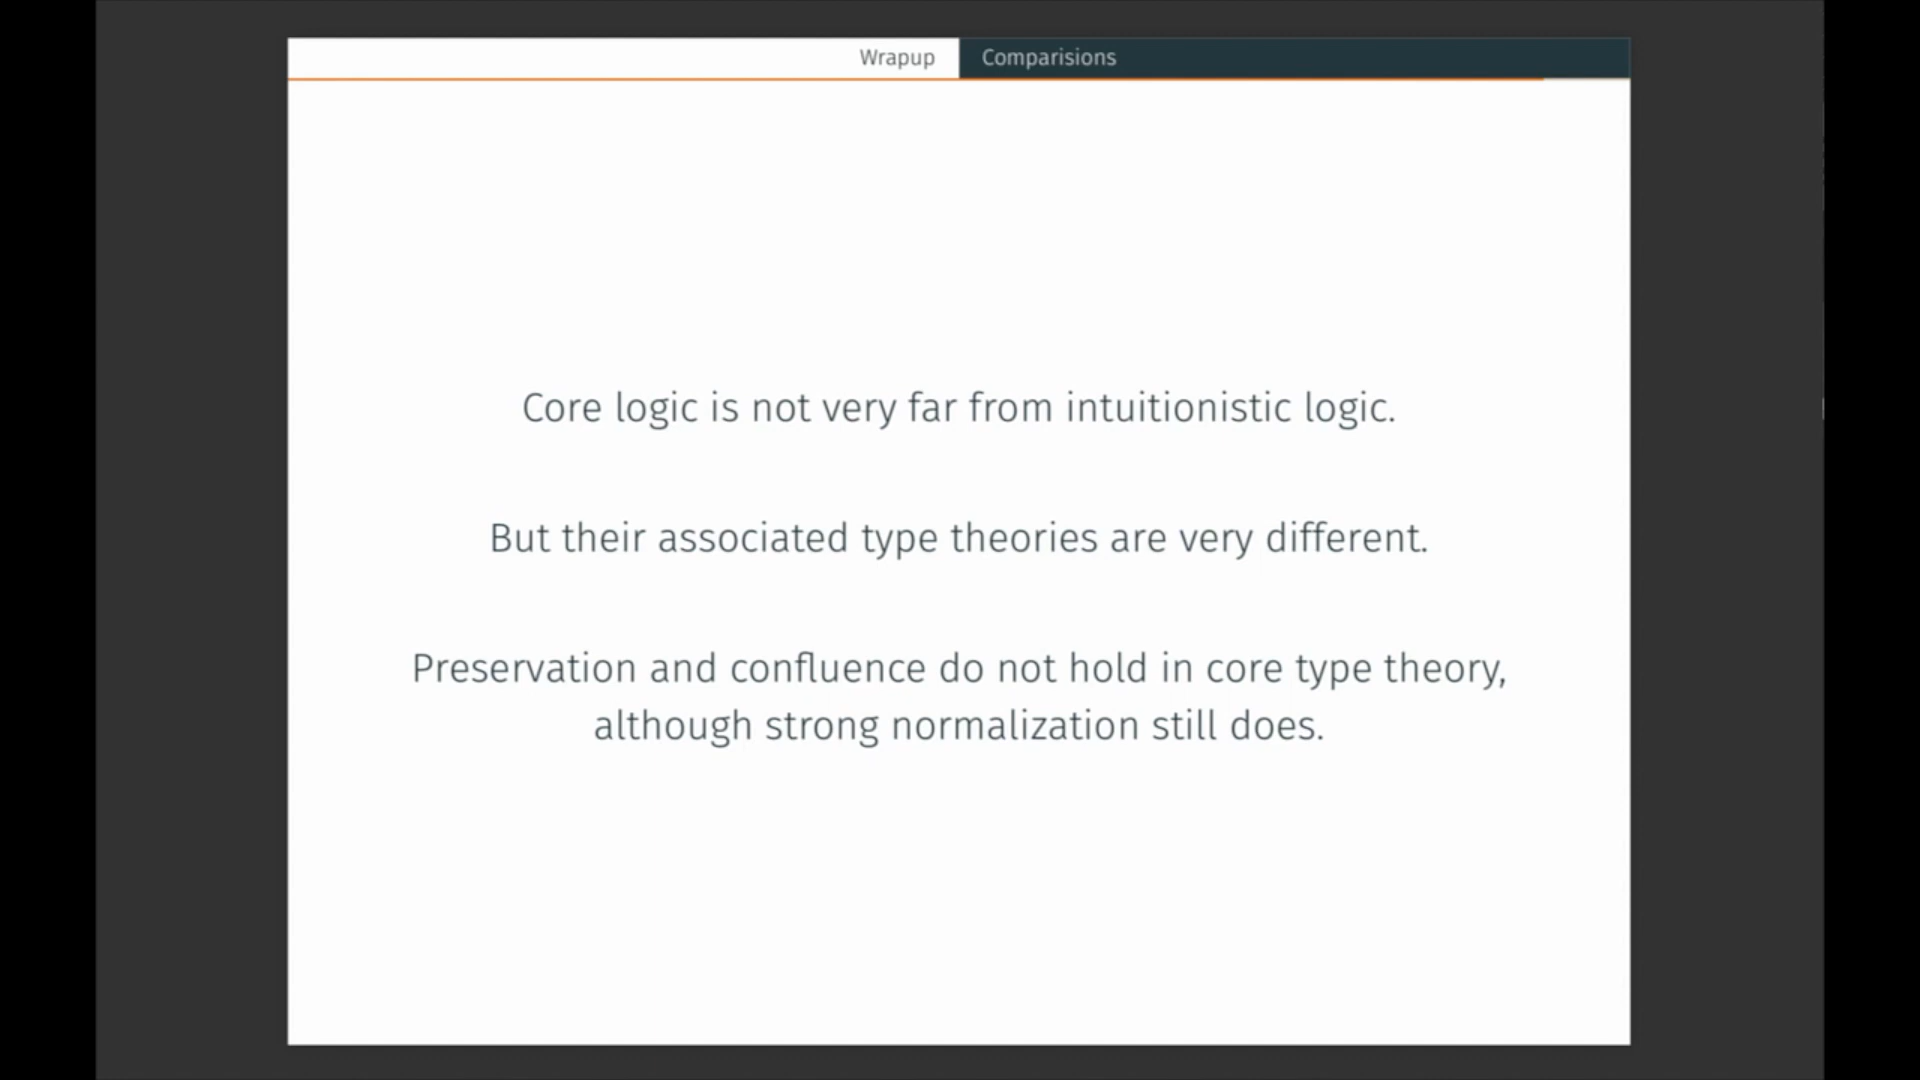 Wrapup
Comparisions
Core logic is not very far from intuitionistic logic.
But their associated type theories are very different.
Preservation and confluence do not hold in core type theory,
although strong normalization still does.